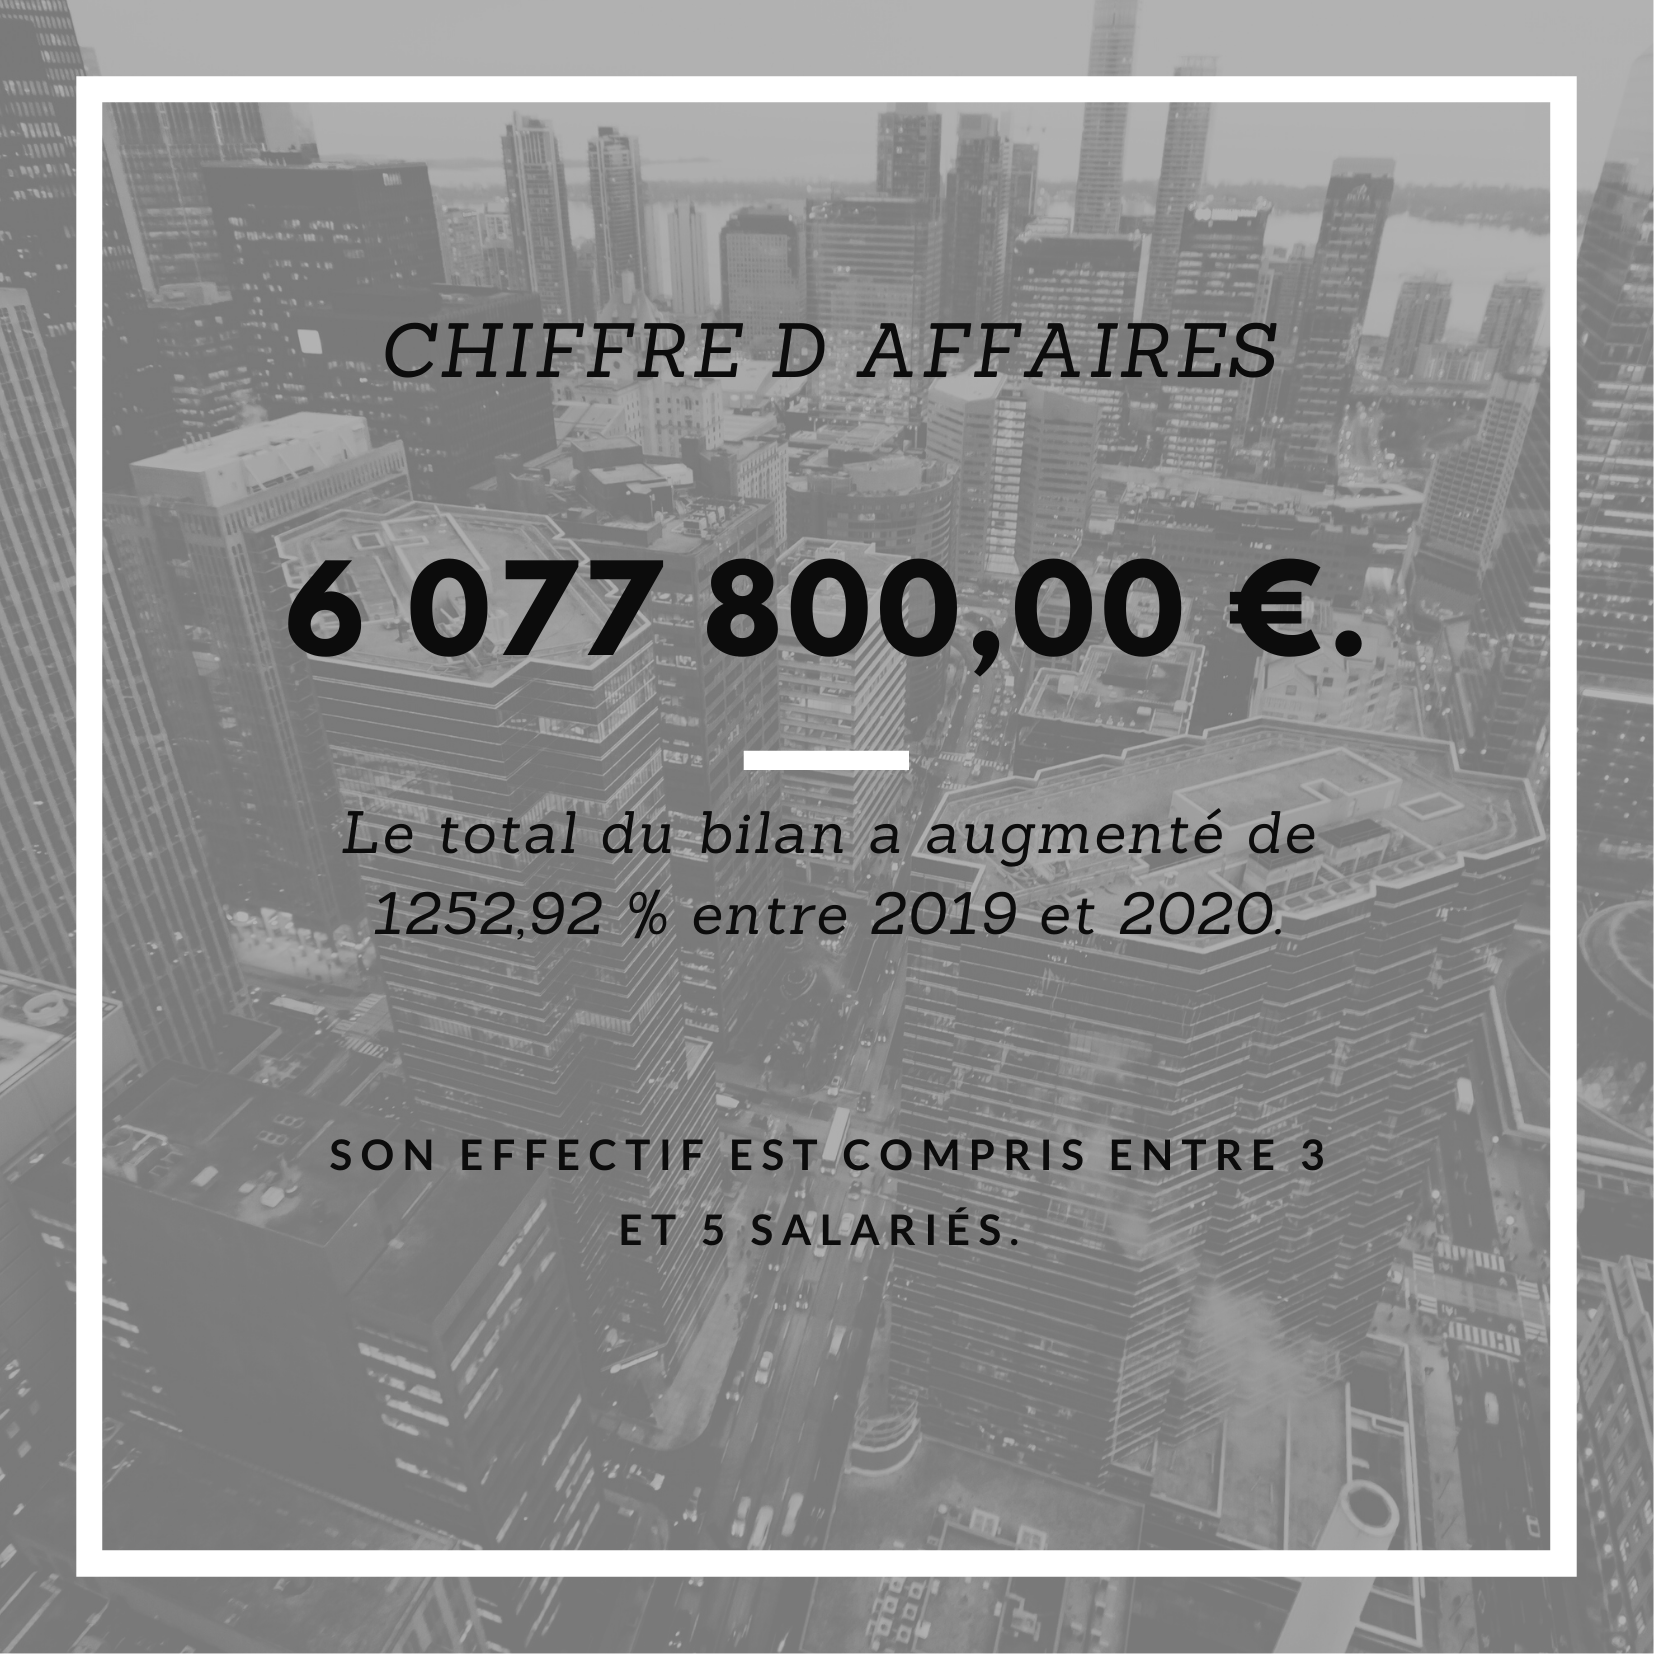 CHIFFRE D AFFAIRES
6 077 800,00 €.
Le total du bilan a augmenté de
1252,92 % entre 2019 et 2020.
SON EFFECTIF EST COMPRIS ENTRE 3
ET 5 SALARIÉS.